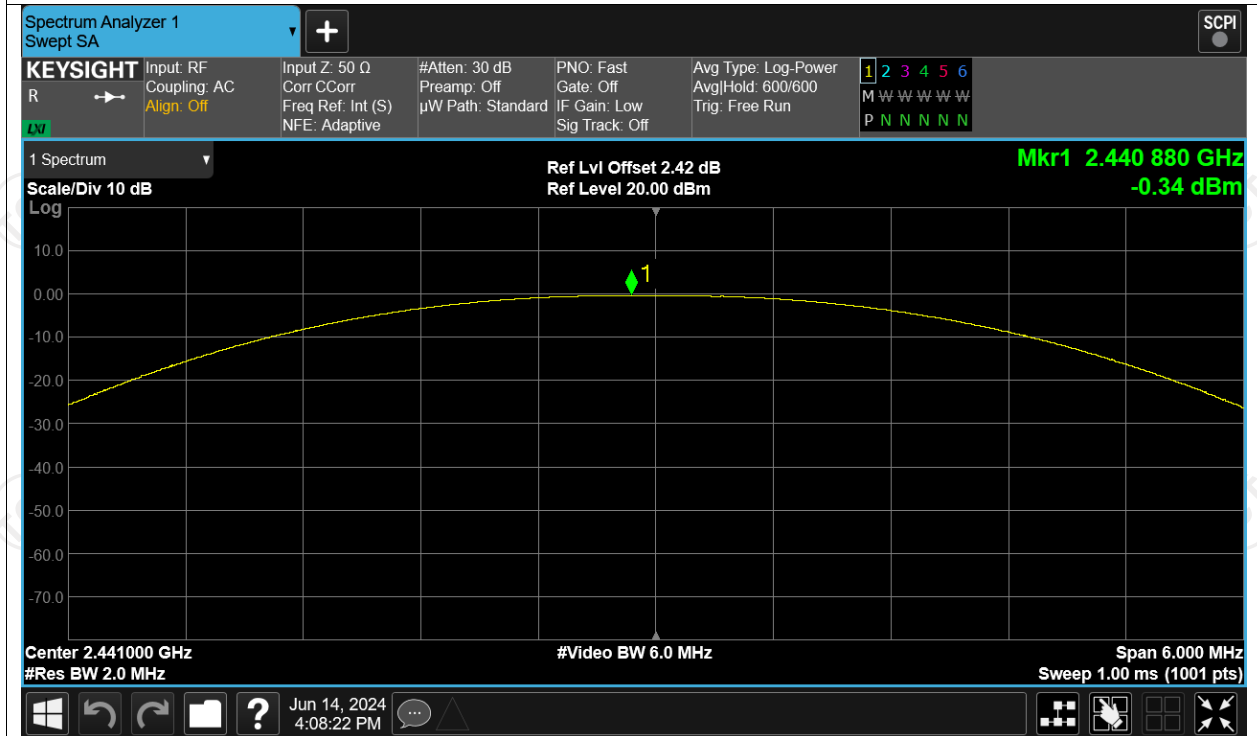 Spectrum Analyzer 1
Swept SA
+
SCPI
KEYSIGHT
R
LXI
Input: RF
Coupling: AC
Align: Off
Input Z: 50 Ω
Corr CCorr
Freq Ref: Int (S)
NFE: Adaptive
#Atten: 30 dB
Preamp: Off
µW Path: Standard
PNO: Fast
Gate: Off
IF Gain: Low
Sig Track: Off
Avg Type: Log-Power
Avg|Hold: 600/600
Trig: Free Run
1 2 3 4 5 6
M W W W W W
P N N N N N
1 Spectrum
Scale/Div 10 dB
Log
Ref Lvl Offset 2.42 dB
Ref Level 20.00 dBm
Mkr1 2.440 880 GHz
-0.34 dBm
1
10.0
0.00
-10.0
-20.0
-30.0
-40.0
-50.0
-60.0
-70.0
Center 2.441000 GHz
#Res BW 2.0 MHz
#Video BW 6.0 MHz
Span 6.000 MHz
Sweep 1.00 ms (1001 pts)
?
Jun 14, 2024
4:08:22 PM